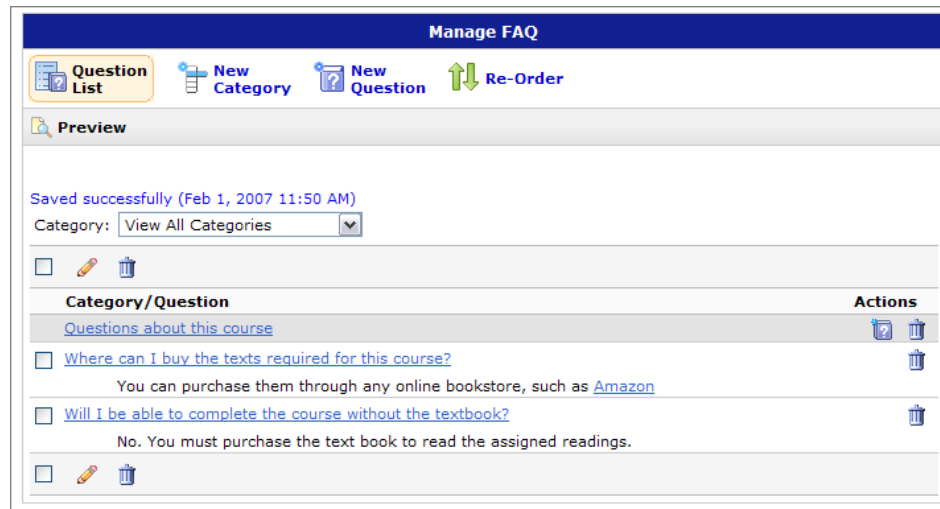 Manage FAQ
Question List
New Category
New Question
Re-Order
Preview
Saved successfully (Feb 1, 2007 11:50 AM)
Category: View All Categories
Category/Question Actions
Questions about this course
Where can I buy the texts required for this course?
You can purchase them through any online bookstore, such as Amazon
Will I be able to complete the course without the textbook?
No. You must purchase the text book to read the assigned readings.